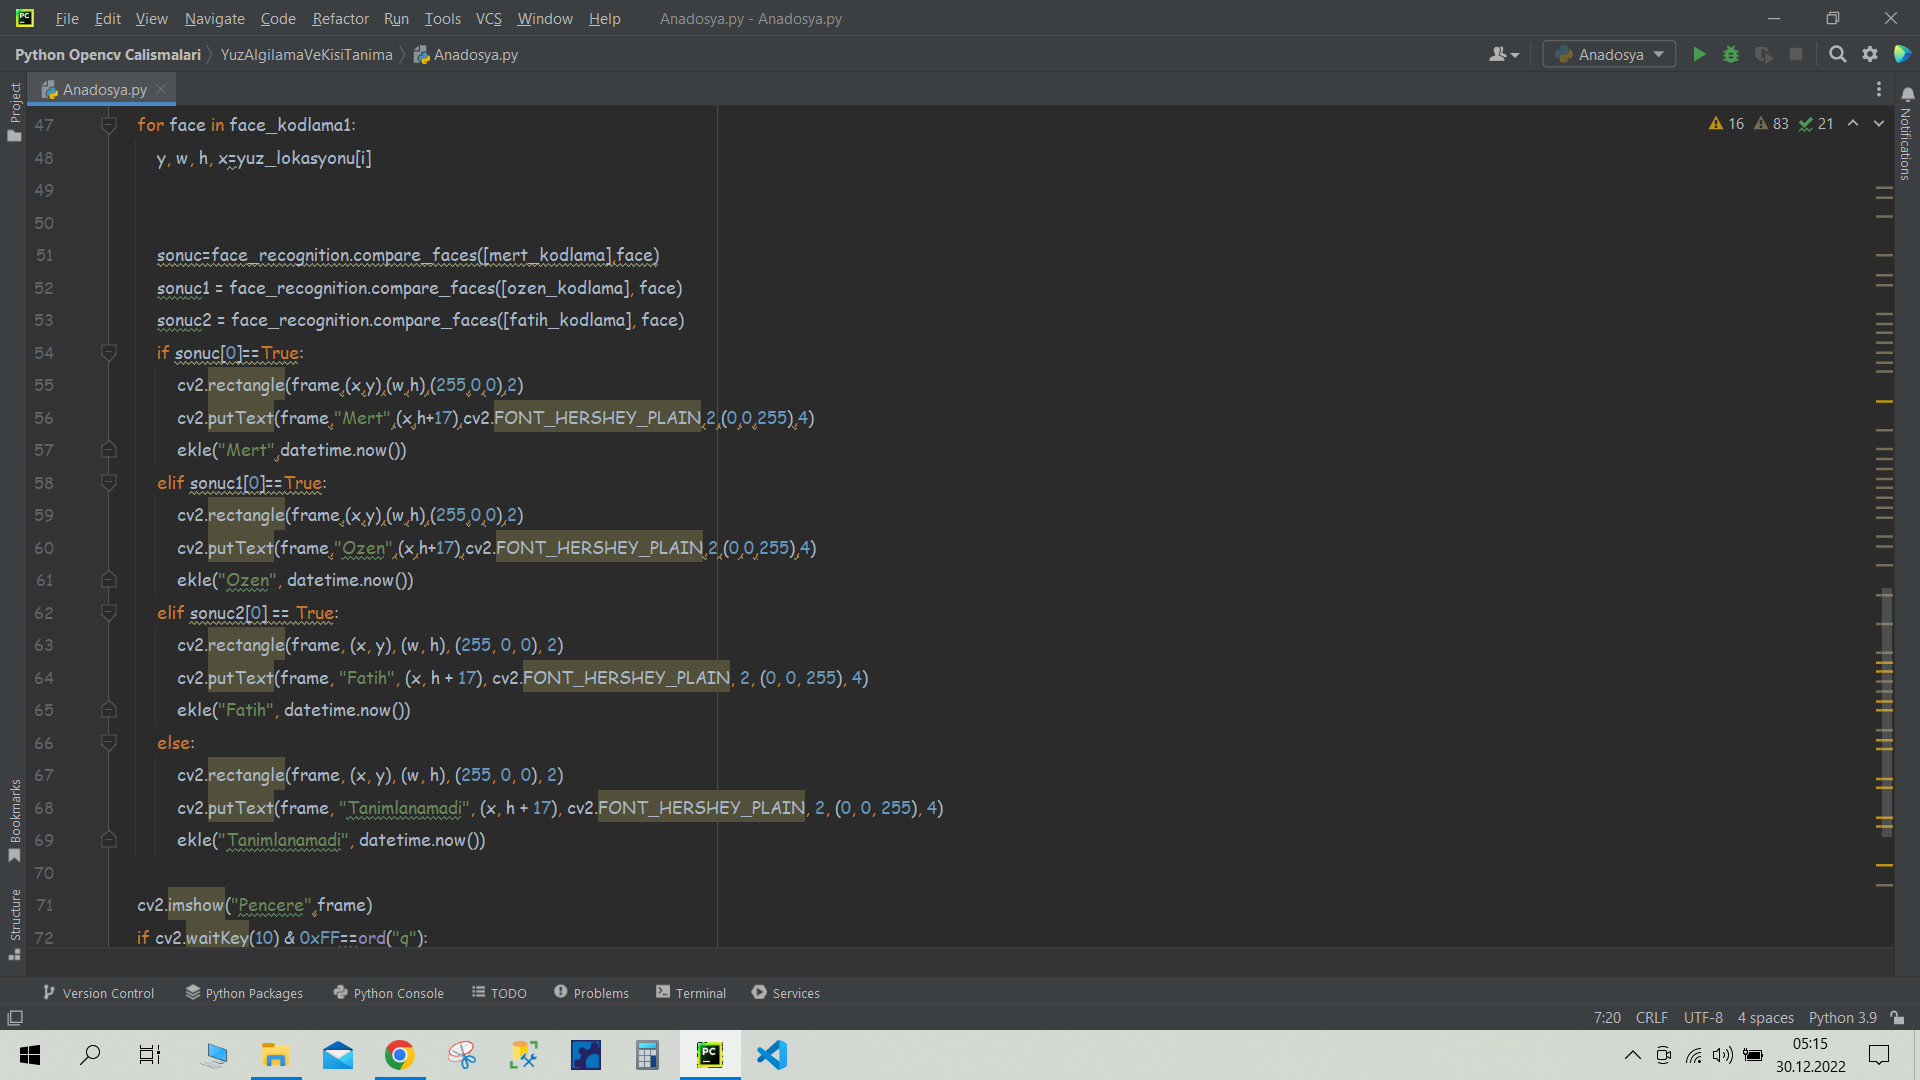 File Edit View Navigate Code Refactor Run Tools VCS Window Help Anadosya.py - Anadosya.py
Python Opencv Calismalari YuzAlgilamaVeKisiTanima Anadosya.py Anadosya
Project
Anadosya.py
Notifications
16 83 21
47 for face in face_kodlama1:
48 y,w,h,x=yuz_lokasyonu[i]
49
50
51 sonuc=face_recognition.compare_faces([mert_kodlama],face)
52 sonuc1 = face_recognition.compare_faces([ozen_kodlama], face)
53 sonuc2 = face_recognition.compare_faces([fatih_kodlama], face)
54 if sonuc[0]==True:
55 cv2.rectangle(frame,(x,y),(w,h),(255,0,0),2)
56 cv2.putText(frame,"Mert",(x,h+17),cv2.FONT_HERSHEY_PLAIN,2,(0,0,255),4)
57 ekle("Mert",datetime.now())
58 elif sonuc1[0]==True:
59 cv2.rectangle(frame,(x,y),(w,h),(255,0,0),2)
60 cv2.putText(frame,"Ozen",(x,h+17),cv2.FONT_HERSHEY_PLAIN,2,(0,0,255),4)
61 ekle("Ozen", datetime.now())
62 elif sonuc2[0] == True:
63 cv2.rectangle(frame, (x, y), (w, h), (255, 0, 0), 2)
64 cv2.putText(frame, "Fatih", (x, h + 17), cv2.FONT_HERSHEY_PLAIN, 2, (0, 0, 255), 4)
65 ekle("Fatih", datetime.now())
66 else:
67 cv2.rectangle(frame, (x, y), (w, h), (255, 0, 0), 2)
68 cv2.putText(frame, "Tanimlanamadi", (x, h + 17), cv2.FONT_HERSHEY_PLAIN, 2, (0, 0, 255), 4)
69 ekle("Tanimlanamadi", datetime.now())
70
71 cv2.imshow("Pencere",frame)
72 if cv2.waitKey(10) & 0xFF==ord("q"):
Bookmarks
Structure
Version Control Python Packages Python Console TODO Problems Terminal Services
7:20 CRLF UTF-8 4 spaces Python 3.9
PC
05:15
30.12.2022